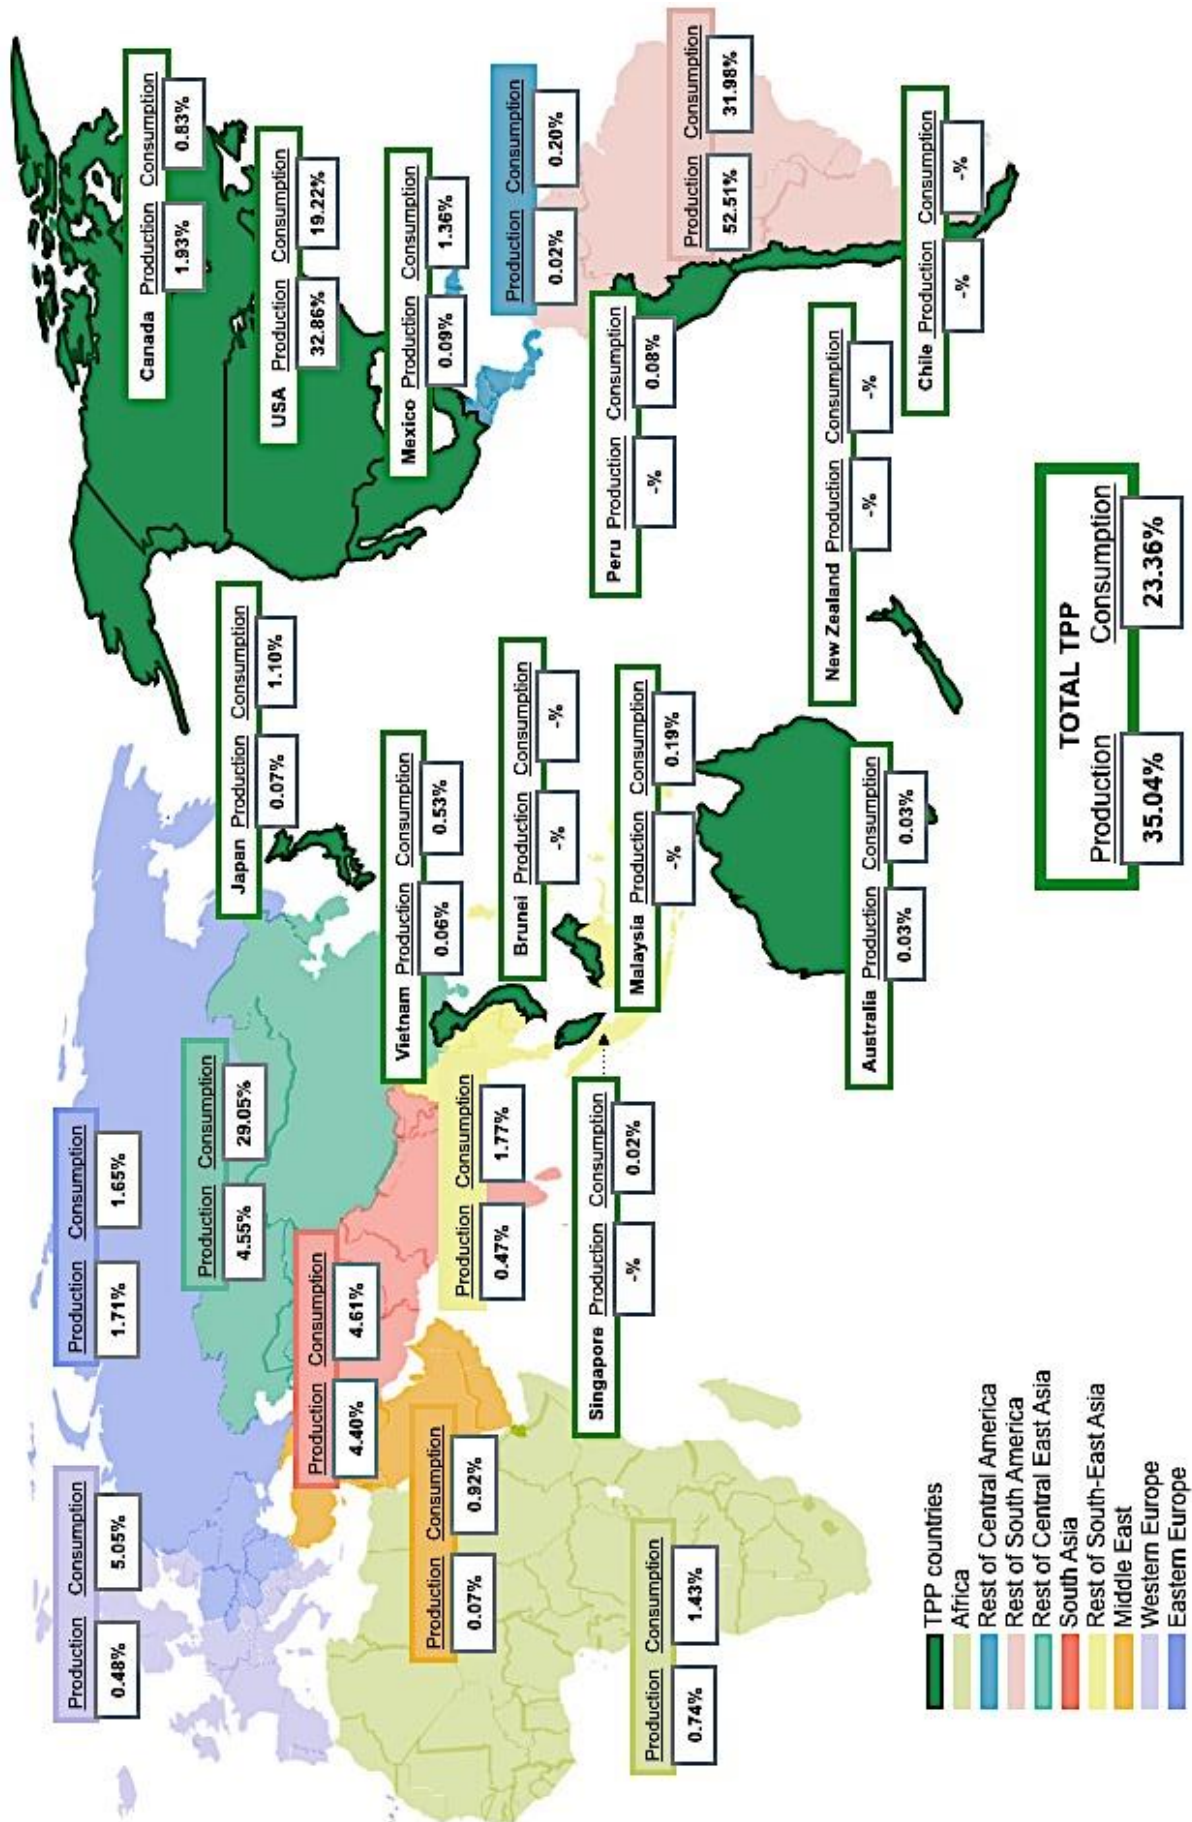 Production Consumption
0.48% 5.05%
Production Consumption
1.71% 1.65%
Canada Production Consumption
1.93% 0.83%
Production Consumption
4.55% 29.05%
Japan Production Consumption
0.07% 1.10%
USA Production Consumption
32.86% 19.22%
Production Consumption
4.40% 4.61%
Vietnam Production Consumption
0.06% 0.53%
Mexico Production Consumption
0.09% 1.36%
Production Consumption
0.07% 0.92%
Production Consumption
0.47% 1.77%
Brunei Production Consumption
-% -%
Production Consumption
0.02% 0.20%
Singapore Production Consumption
-% 0.02%
Malaysia Production Consumption
-% 0.19%
Peru Production Consumption
-% 0.08%
Production Consumption
52.51% 31.98%
Production Consumption
0.74% 1.43%
Australia Production Consumption
0.03% 0.03%
New Zealand Production Consumption
-% -%
Chile Production Consumption
-% -%
TPP countries
Africa
Rest of Central America
Rest of South America
Rest of Central East Asia
South Asia
Rest of South-East Asia
Middle East
Western Europe
Eastern Europe
TOTAL TPP
Production Consumption
35.04% 23.36%